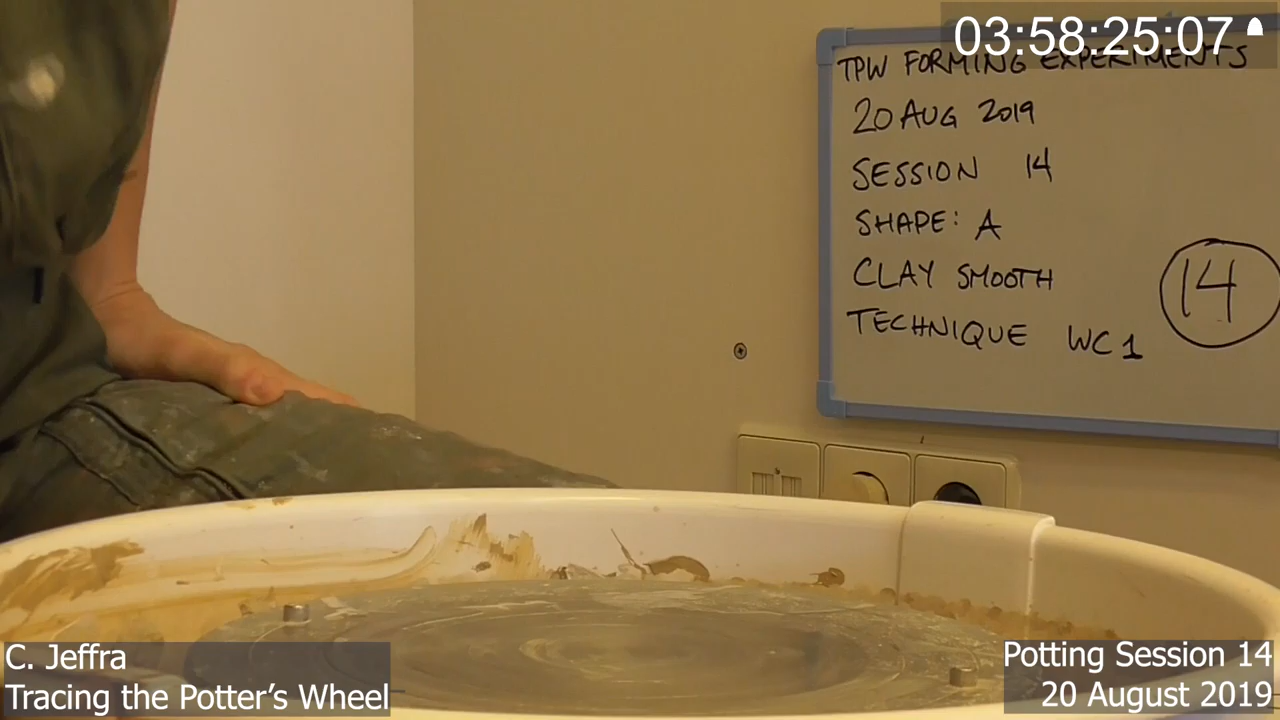 03:58:25:07
TPW FORMING EXPERIMENTS
20 AUG 2019
SESSION 14
SHAPE: A
CLAY SMOOTH
14
TECHNIQUE WC1
C. Jeffra
Tracing the Potter's Wheel
Potting Session 14
20 August 2019